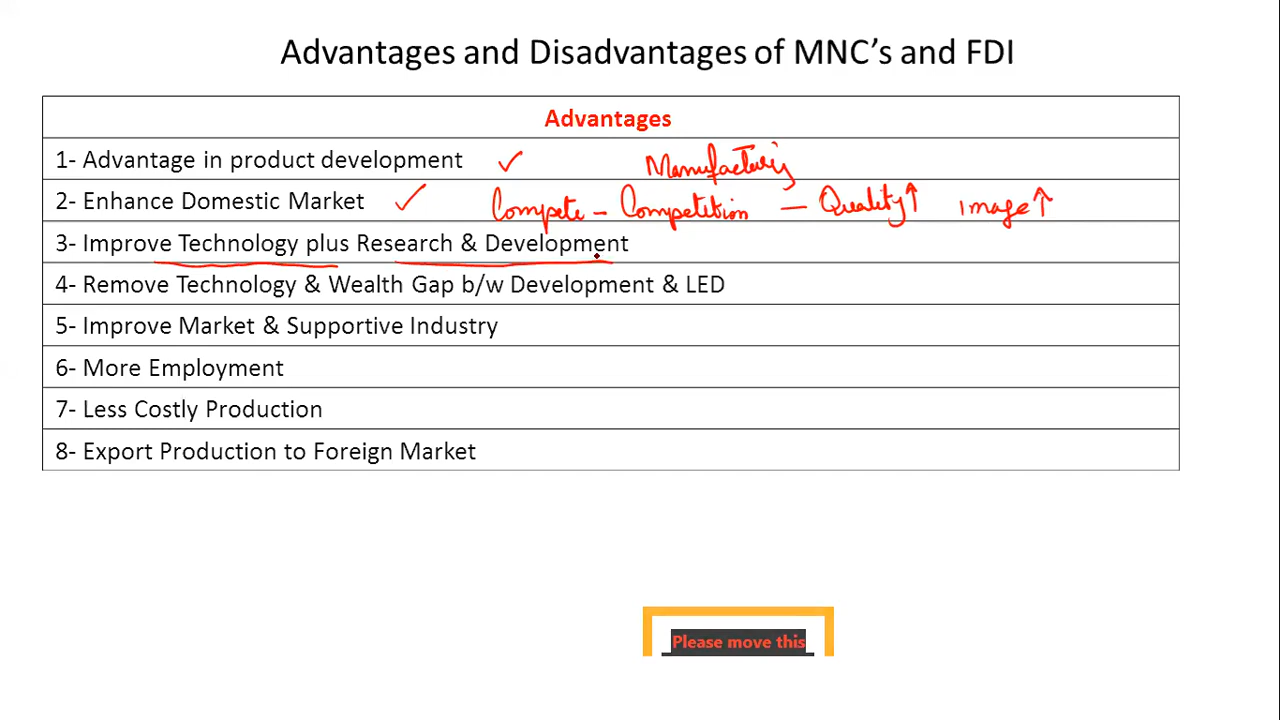 Advantages and Disadvantages of MNC’s and FDI
Advantages
1- Advantage in product development ✓ Manufacturing
2- Enhance Domestic Market ✓ Compete – Competition – Quality↑ Image↑
3- Improve Technology plus Research & Development
4- Remove Technology & Wealth Gap b/w Development & LED
5- Improve Market & Supportive Industry
6- More Employment
7- Less Costly Production
8- Export Production to Foreign Market
Please move this